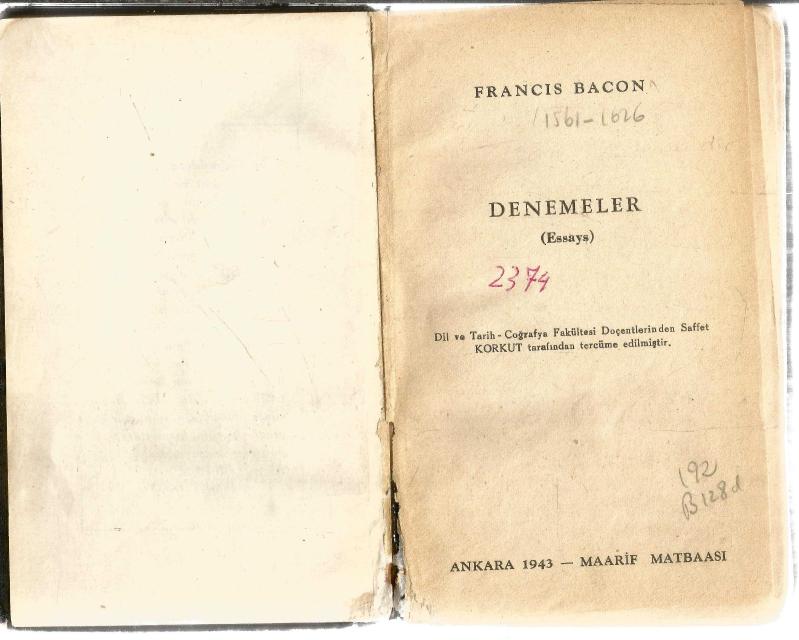 FRANCIS BACON
1561-1626
DENEMELER
(Essays)
2374
Dil ve Tarih - Coğrafya Fakültesi Doçentlerinden Saffet
KORKUT tarafından tercüme edilmiştir.
192
B128d
ANKARA 1943 — MAARİF MATBAASI